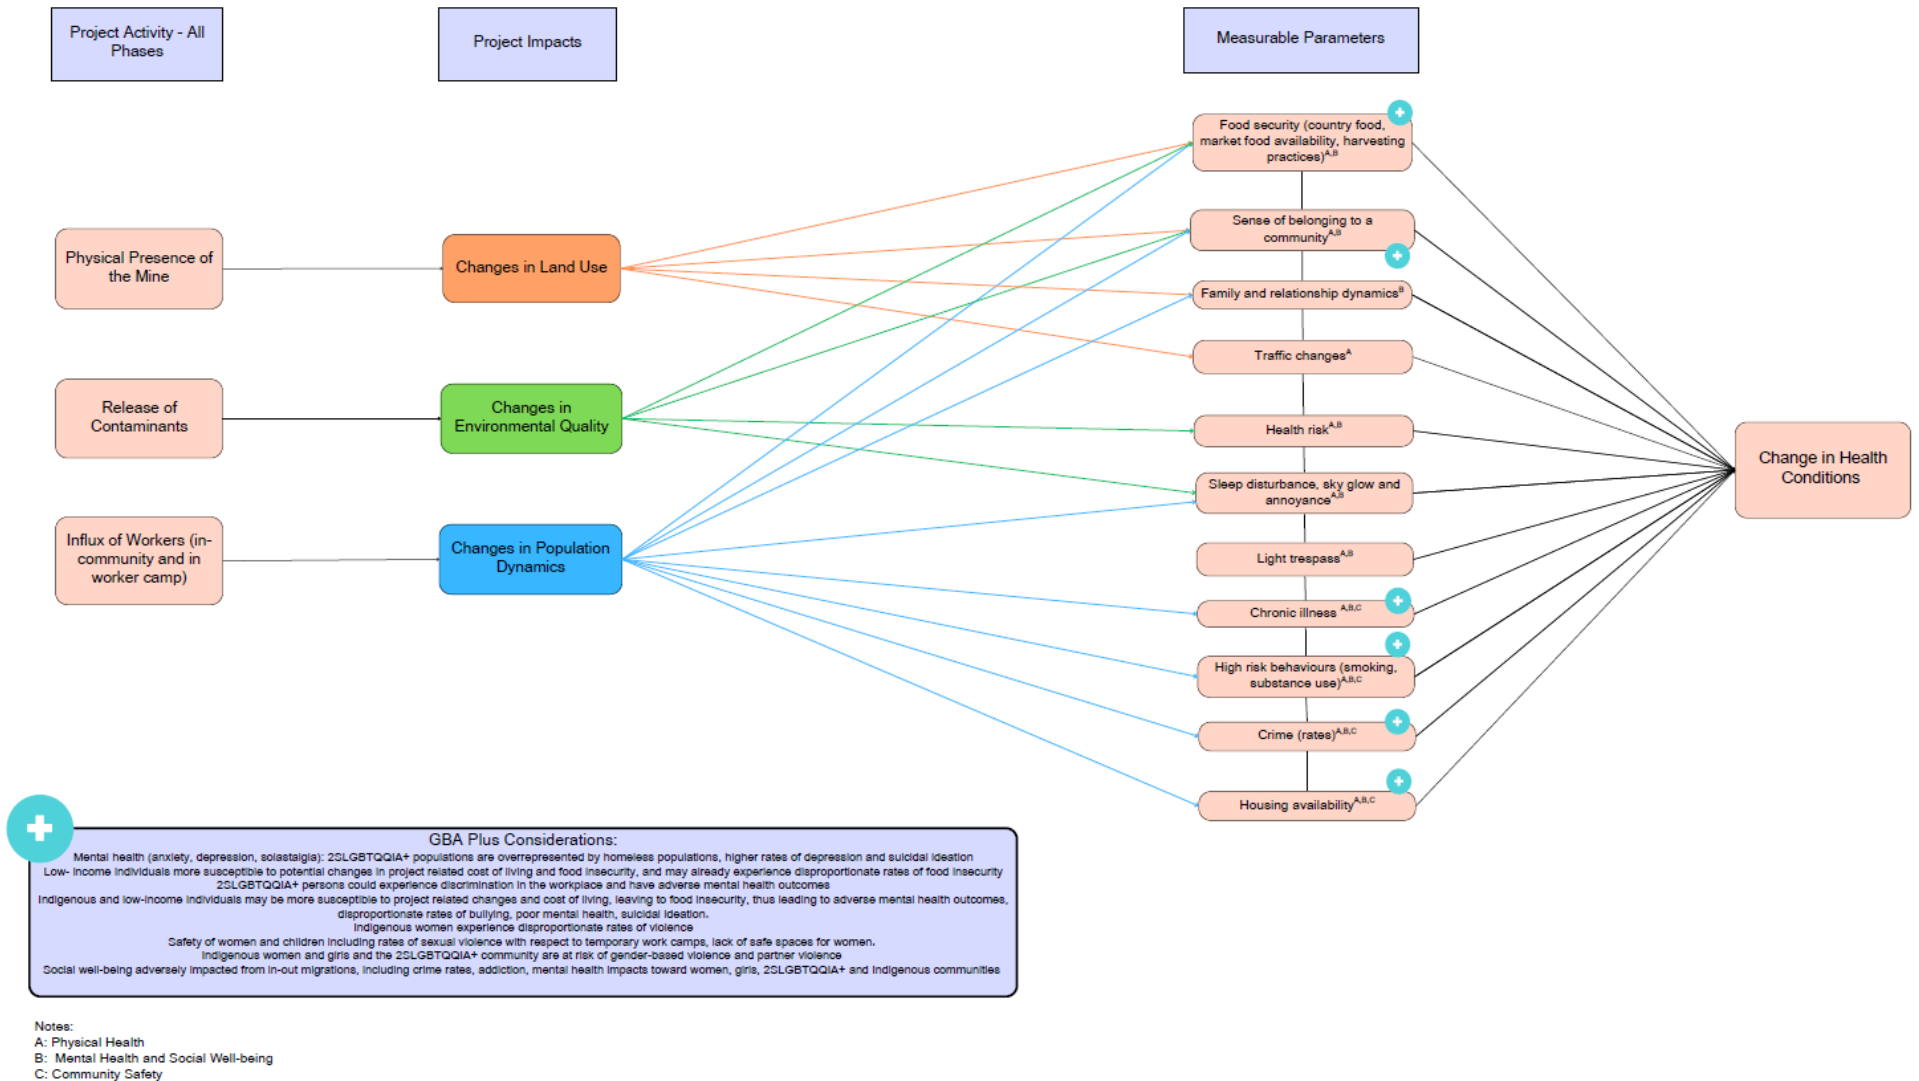 Project Activity - All
Phases
Project Impacts
Measurable Parameters
Physical Presence of
the Mine
Release of
Contaminants
Influx of Workers (in-
community and in
worker camp)
Changes in Land Use
Changes in
Environmental Quality
Changes in Population
Dynamics
Food security (country food,
market food availability, harvesting
practices)A,B
Sense of belonging to a
communityA,B
Family and relationship dynamicsB
Traffic changesA
Health riskA,B
Sleep disturbance, sky glow and
annoyanceA,B
Light trespassA,B
Chronic illness A,B,C
High risk behaviours (smoking,
substance use)A,B,C
Crime (rates)A,B,C
Housing availabilityA,B,C
Change in Health
Conditions
GBA Plus Considerations:
Mental health (anxiety, depression, solastalgia): 2SLGBTQQIA+ populations are overrepresented by homeless populations, higher rates of depression and suicidal ideation
Low- income individuals more susceptible to potential changes in project related cost of living and food insecurity, and may already experience disproportionate rates of food insecurity
2SLGBTQQIA+ persons could experience discrimination in the workplace and have adverse mental health outcomes
Indigenous and low-income individuals may be more susceptible to project related changes and cost of living, leaving to food insecurity, thus leading to adverse mental health outcomes,
disproportionate rates of bullying, poor mental health, suicidal ideation.
Indigenous women experience disproportionate rates of violence
Safety of women and children including rates of sexual violence with respect to temporary work camps, lack of safe spaces for women.
Indigenous women and girls and the 2SLGBTQQIA+ community are at risk of gender-based violence and partner violence
Social well-being adversely impacted from in-out migrations, including crime rates, addiction, mental health impacts toward women, girls, 2SLGBTQQIA+ and Indigenous communities
Notes:
A: Physical Health
B:  Mental Health and Social Well-being
C: Community Safety